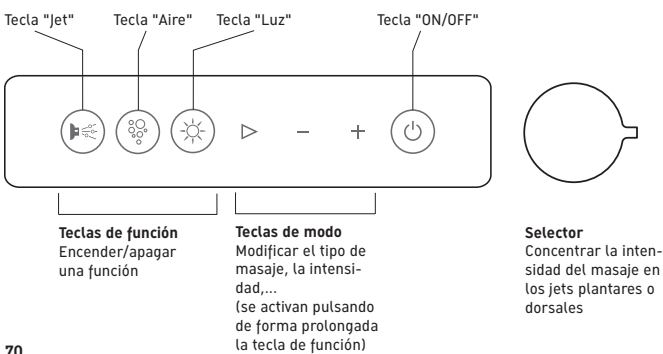 Tecla "Jet" Tecla "Aire" Tecla "Luz" Tecla "ON/OFF"
Teclas de función
Encender/apagar
una función
Teclas de modo
Modificar el tipo de
masaje, la intensi-
dad,...
(se activan pulsando
de forma prolongada
la tecla de función)
Selector
Concentrar la inten-
sidad del masaje en
los jets plantares o
dorsales
70